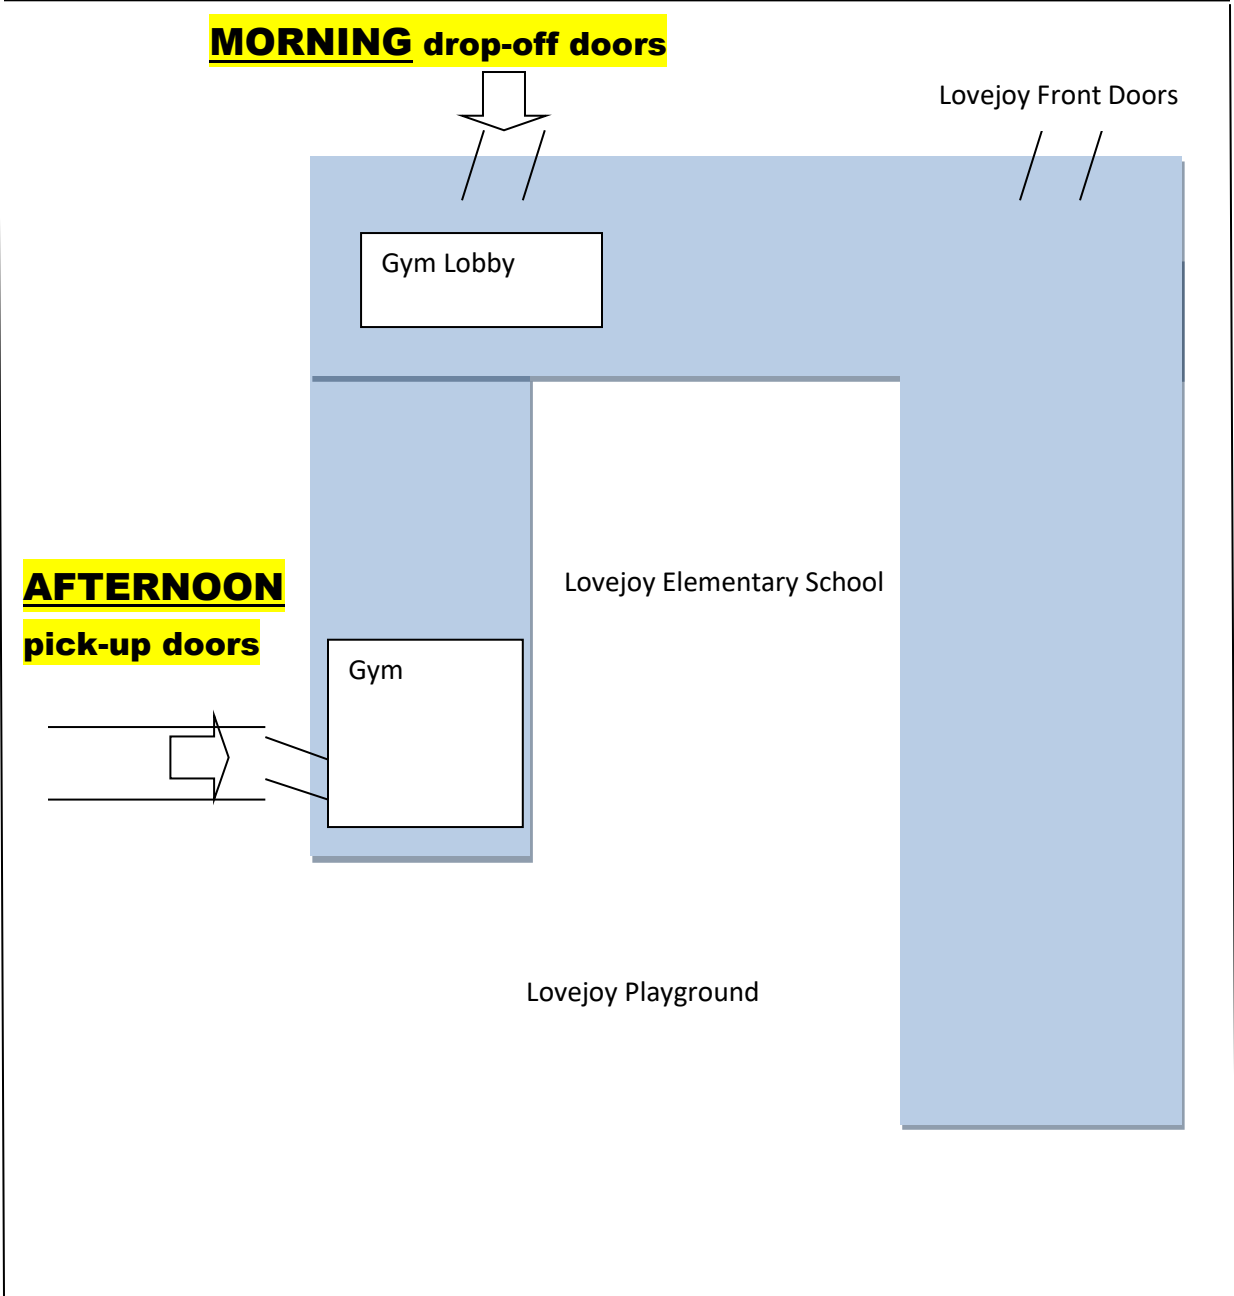 MORNING drop-off doors
Lovejoy Front Doors
Gym Lobby
Lovejoy Elementary School
AFTERNOON
pick-up doors
Gym
Lovejoy Playground